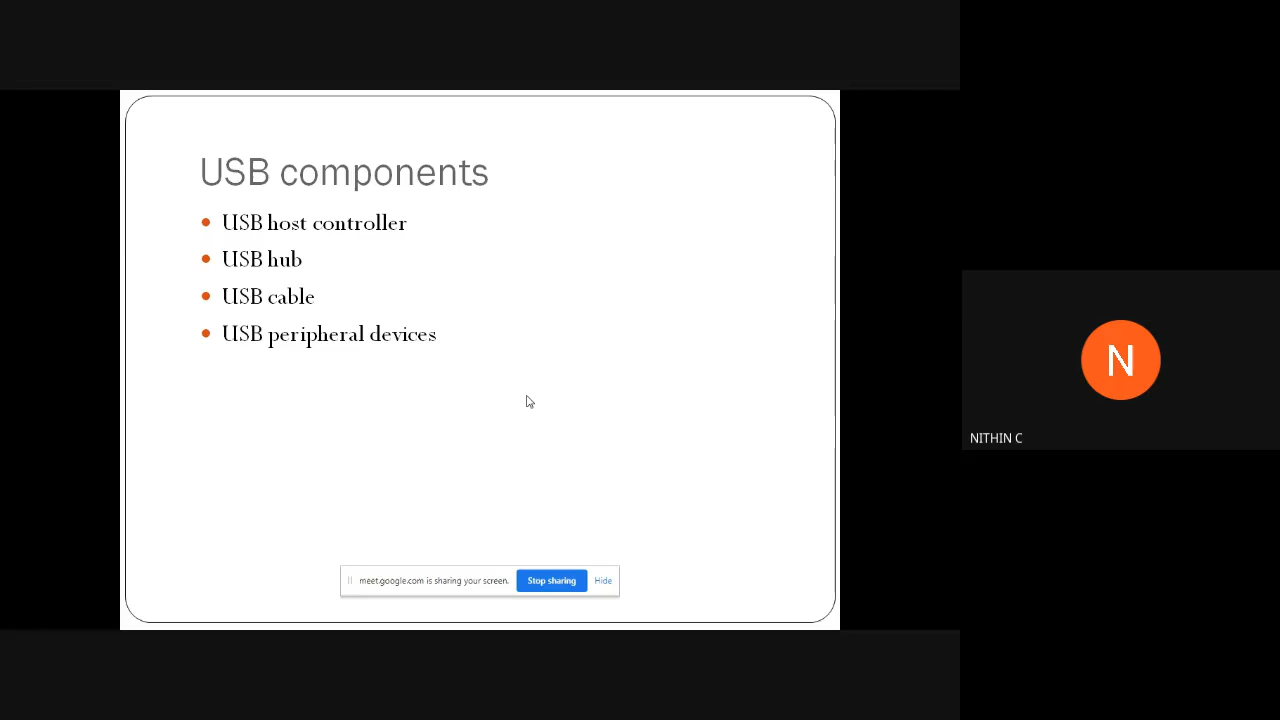 USB components
USB host controller
USB hub
USB cable
USB peripheral devices
meet.google.com is sharing your screen.
Stop sharing
Hide
N
NITHIN C